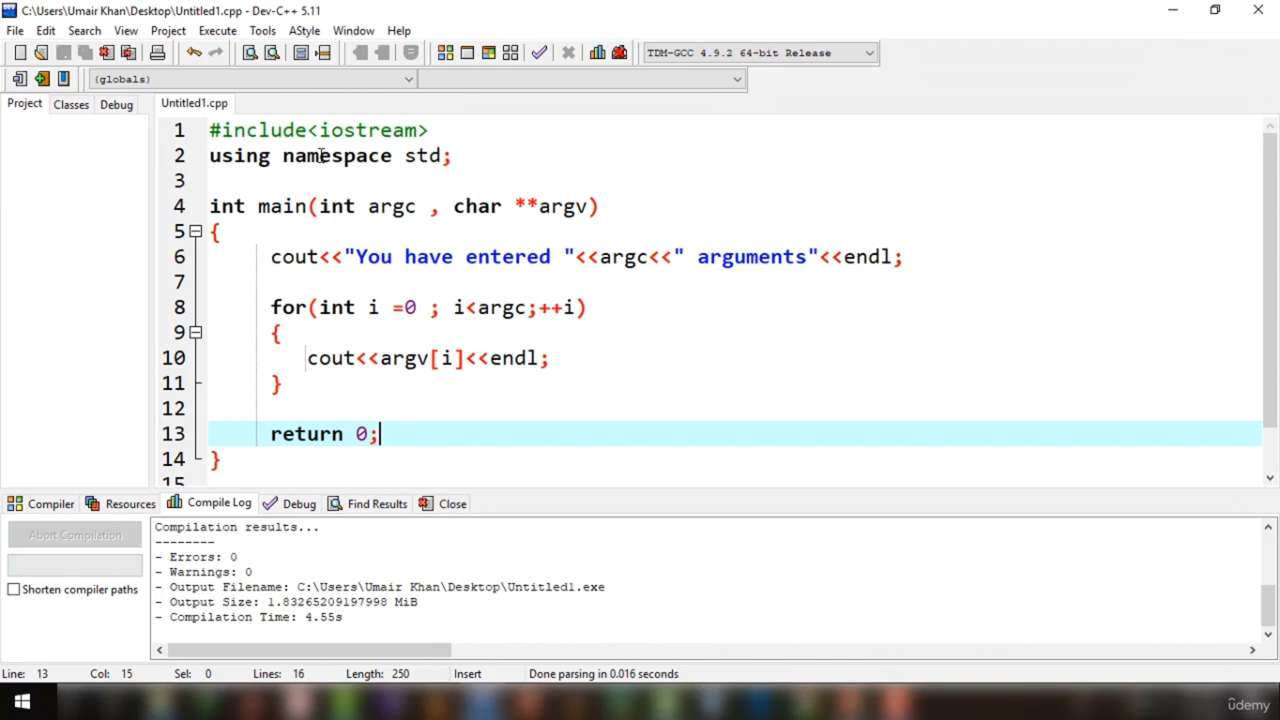 C:\Users\Umair Khan\Desktop\Untitled1.cpp - Dev-C++ 5.11
File Edit Search View Project Execute Tools AStyle Window Help
TDM-GCC 4.9.2 64-bit Release
(globals)
Project Classes Debug Untitled1.cpp
1 #include<iostream>
2 using namespace std;
3
4 int main(int argc , char **argv)
5 {
6 cout<<"You have entered "<<argc<<" arguments"<<endl;
7
8 for(int i =0 ; i<argc;++i)
9 {
10 cout<<argv[i]<<endl;
11 }
12
13 return 0;
14 }
15
Compiler Resources Compile Log Debug Find Results Close
Abort Compilation
Shorten compiler paths
Compilation results...
--------
- Errors: 0
- Warnings: 0
- Output Filename: C:\Users\Umair Khan\Desktop\Untitled1.exe
- Output Size: 1.83265209197998 MiB
- Compilation Time: 4.55s
Line: 13 Col: 15 Sel: 0 Lines: 16 Length: 250 Insert Done parsing in 0.016 seconds
ûdemy